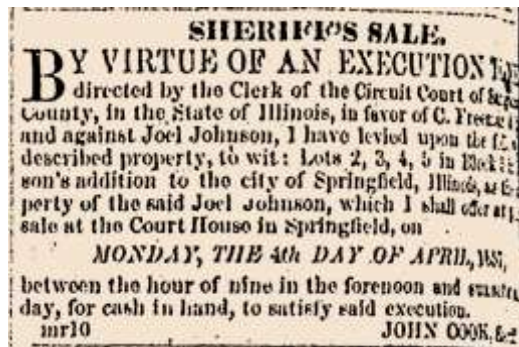 SHERIFF'S SALE.
BY VIRTUE OF AN EXECUTION
directed by the Clerk of the Circuit Court of
County, in the State of Illinois, in favor of C.
and against Joel Johnson, I have levied upon the
described property, to wit: Lots 2, 3, 4, 5 in
son's addition to the city of Springfield, Illinois, as
perty of the said Joel Johnson, which I shall offer at
sale at the Court House in Springfield, on
MONDAY, THE 4th DAY OF APRIL,
between the hour of nine in the forenoon and
day, for cash in hand, to satisfy said execution.
mr10 JOHN COOK,